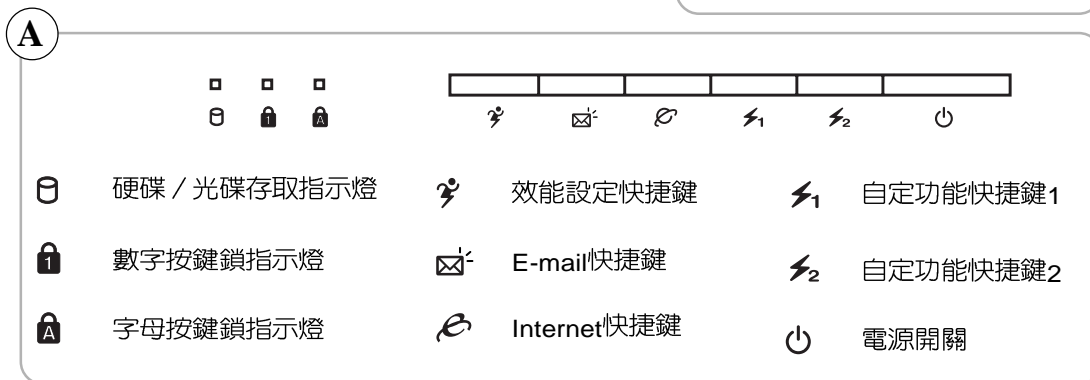 A
1 A
1 2
硬碟 / 光碟存取指示燈
數字按鍵鎖指示燈
字母按鍵鎖指示燈
效能設定快捷鍵
E-mail快捷鍵
Internet快捷鍵
自定功能快捷鍵1
自定功能快捷鍵2
電源開關